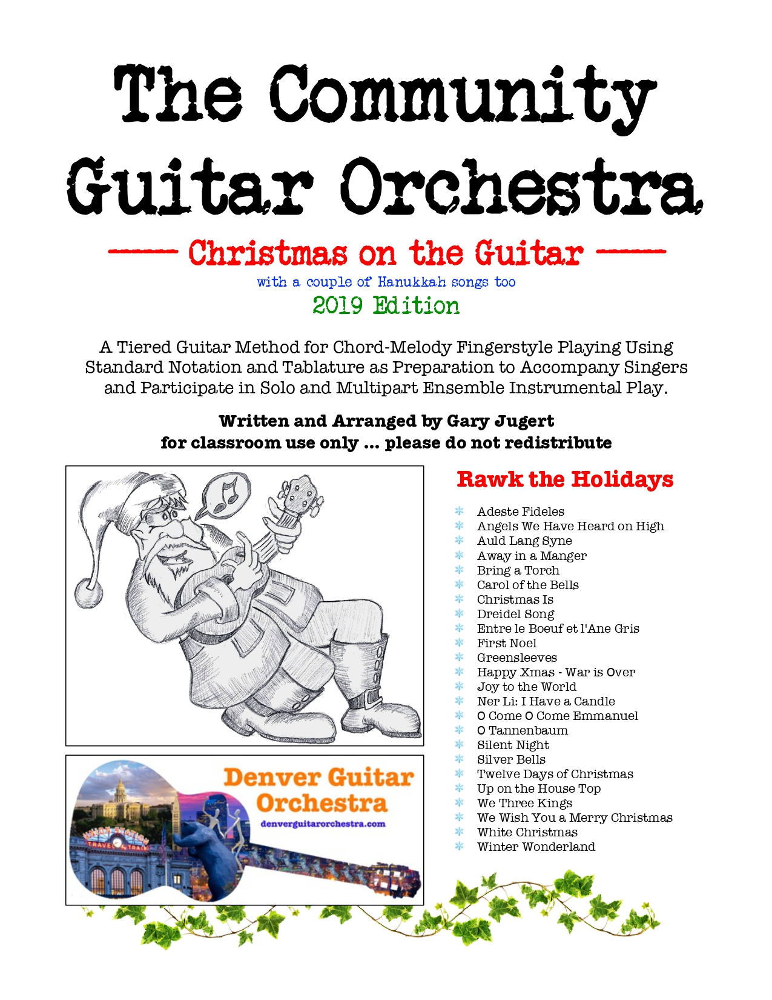 The Community
Guitar Orchestra
Christmas on the Guitar
with a couple of Hanukkah songs too
2019 Edition
A Tiered Guitar Method for Chord-Melody Fingerstyle Playing Using
Standard Notation and Tablature as Preparation to Accompany Singers
and Participate in Solo and Multipart Ensemble Instrumental Play.
Written and Arranged by Gary Jugert
for classroom use only ... please do not redistribute
Rawk the Holidays
Adeste Fideles
Angels We Have Heard on High
Auld Lang Syne
Away in a Manger
Bring a Torch
Carol of the Bells
Christmas Is
Dreidel Song
Entre le Boeuf et l'Ane Gris
First Noel
Greensleeves
Happy Xmas - War is Over
Joy to the World
Ner Li: I Have a Candle
O Come O Come Emmanuel
O Tannenbaum
Silent Night
Silver Bells
Twelve Days of Christmas
Up on the House Top
We Three Kings
We Wish You a Merry Christmas
White Christmas
Winter Wonderland
Denver Guitar
Orchestra
denverguitarorchestra.com
UNION STATION
TRAVEL by TRAIN